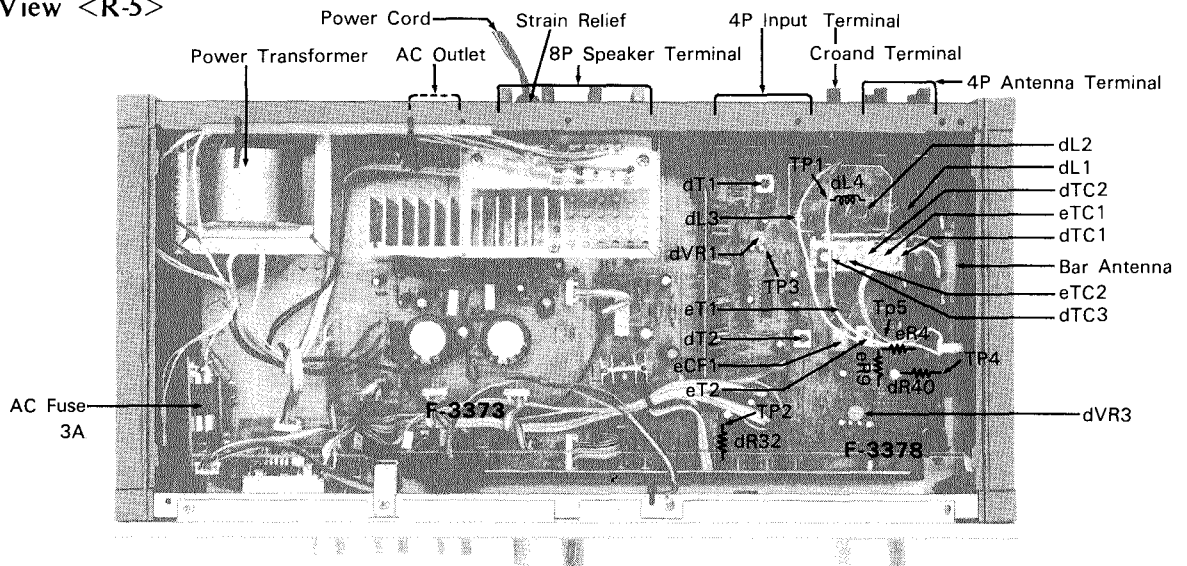 View <R-5>
Power Cord
Strain Relief
4P Input Terminal
Power Transformer
AC Outlet
8P Speaker Terminal
Croand Terminal
4P Antenna Terminal
TP1
dL4
dL2
dT1
dL1
dTC2
dL3
eTC1
dVR1
dTC1
TP3
Bar Antenna
eT1
eTC2
Tp5
dTC3
dT2
eR4
eCF1
eR9
TP4
dR40
eT2
AC Fuse
3A
F-3373
TP2
dVR3
dR32
F-3378